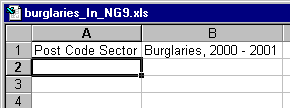 burglaries_In_NG9.xls
A B
1 Post Code Sector Burglaries, 2000 - 2001
2
3
4